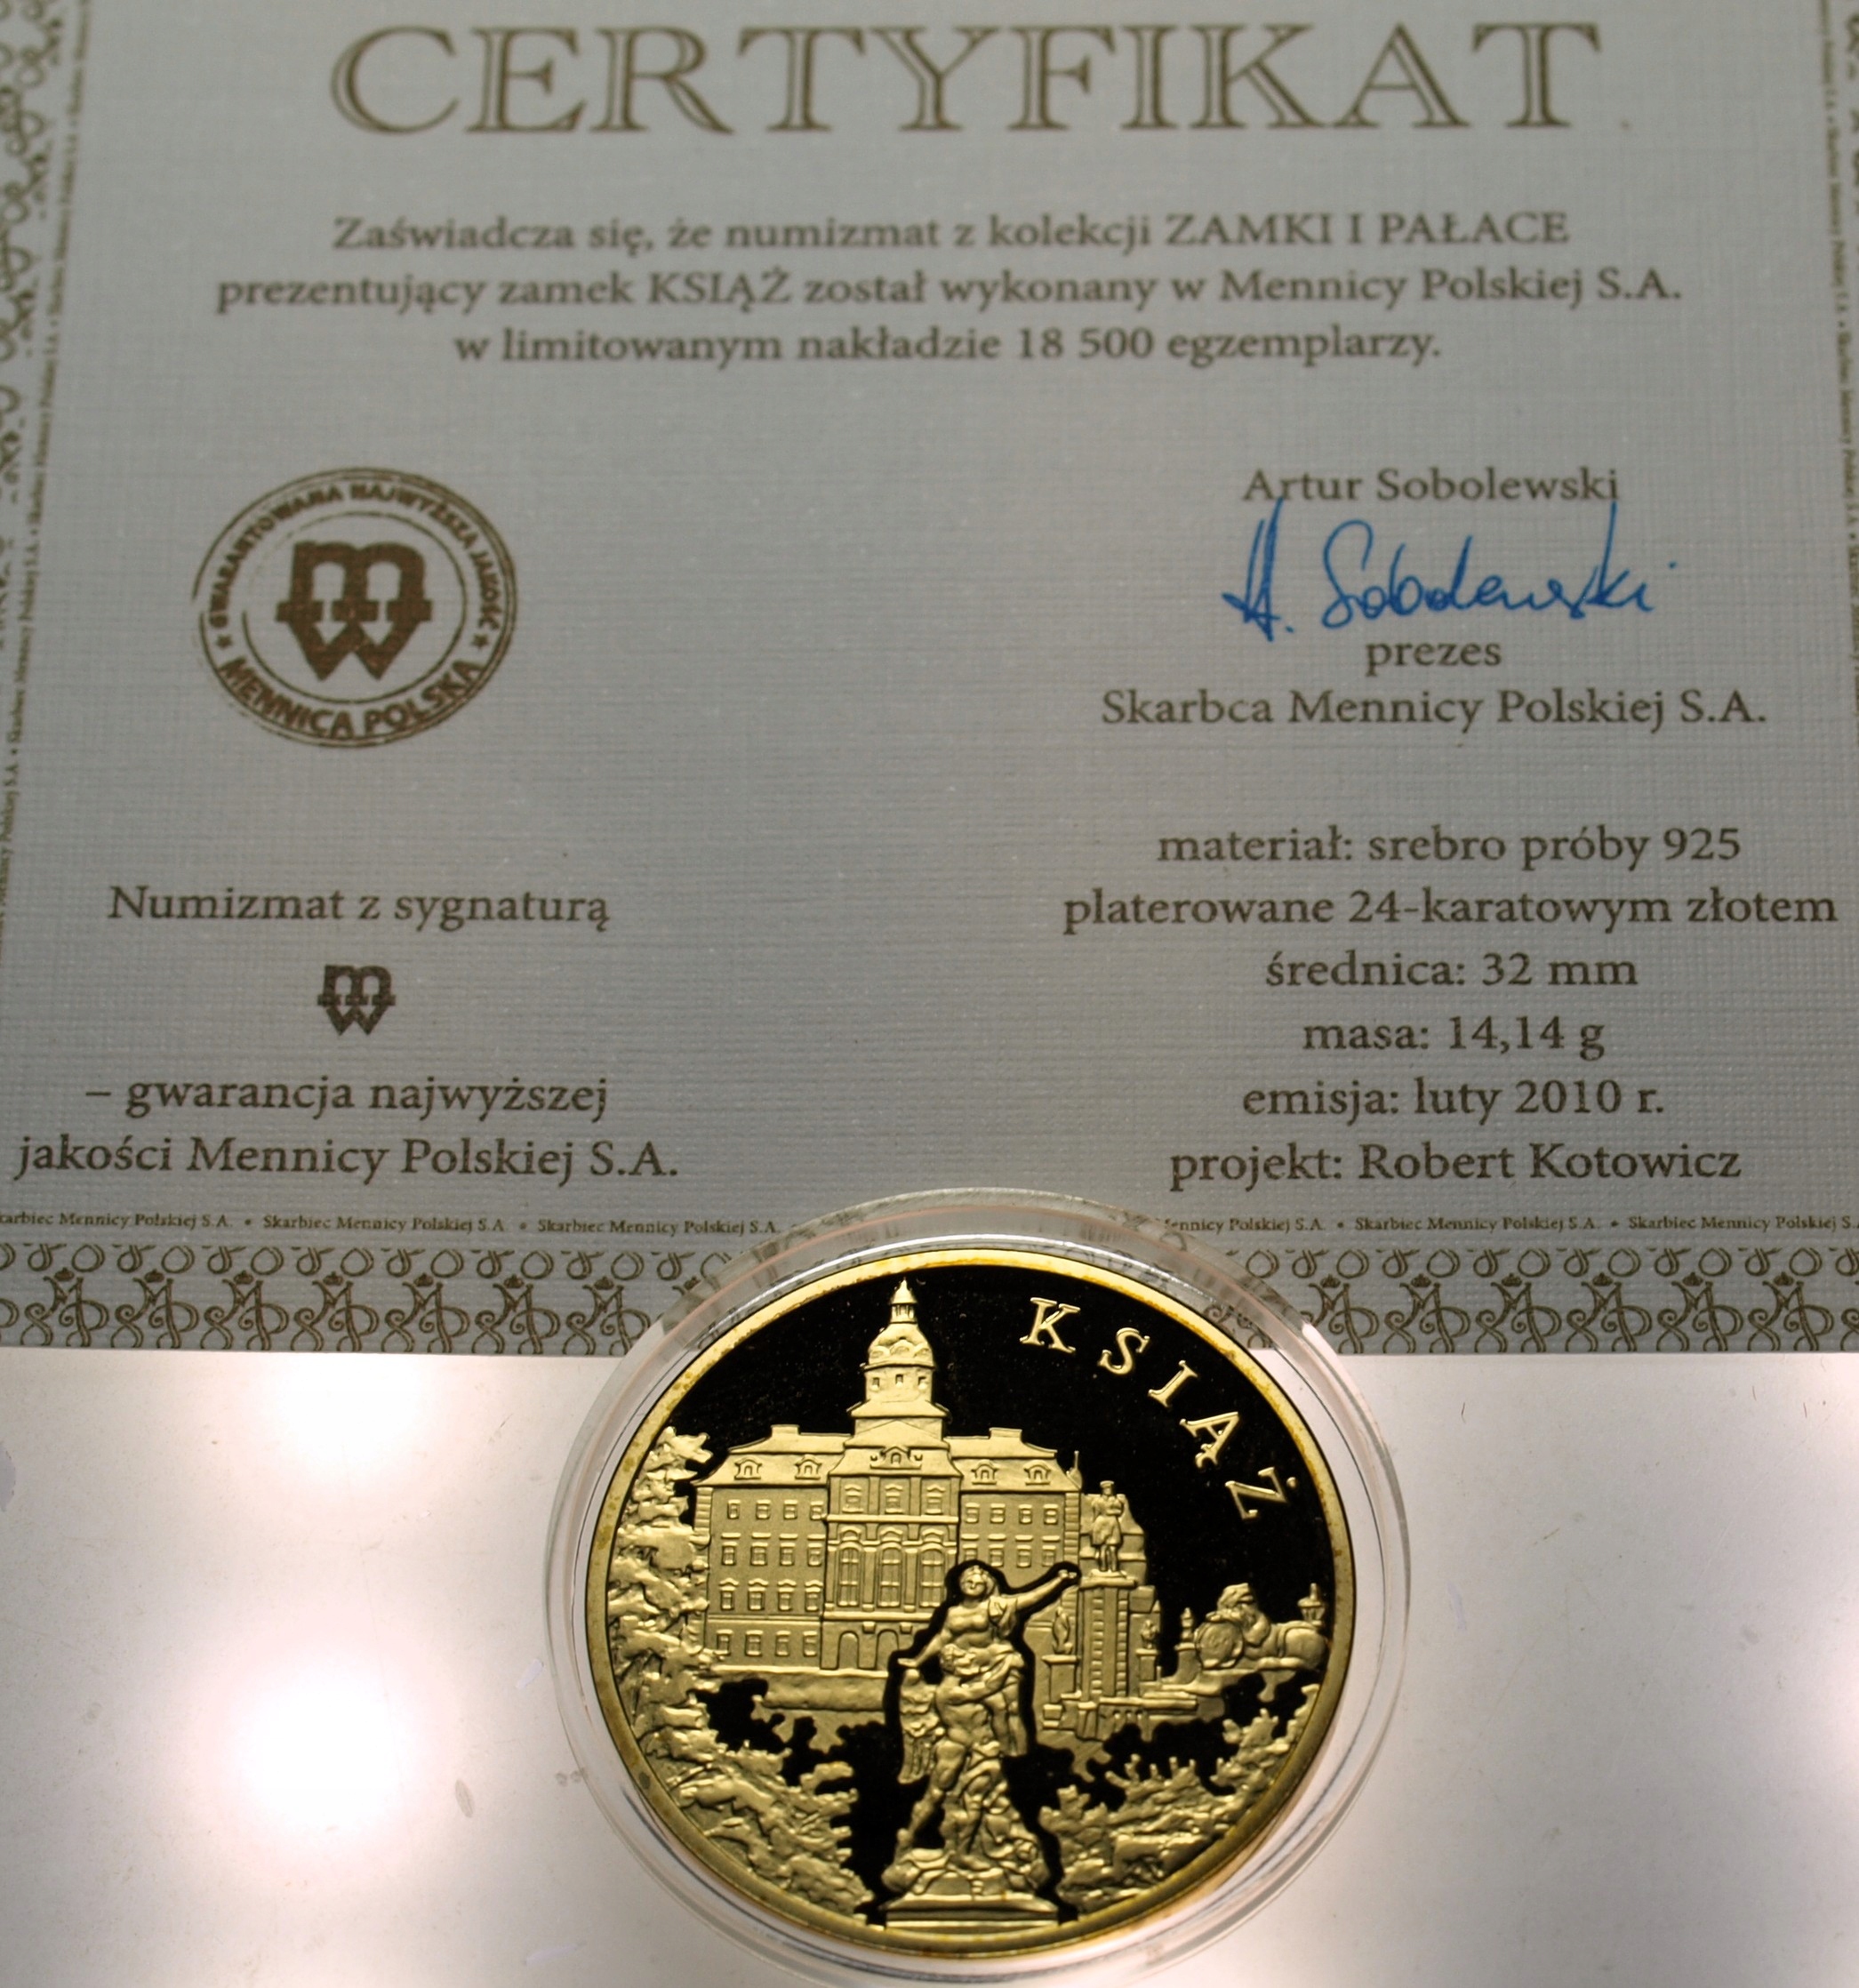 CERTYFIKAT
Zaświadcza się, że numizmat z kolekcji ZAMKI I PAŁACE
prezentujący zamek KSIĄŻ został wykonany w Mennicy Polskiej S.A.
w limitowanym nakładzie 18 500 egzemplarzy.
GWARANTOWANA NAJWYŻSZA JAKOŚĆ
MENNICA POLSKA
Artur Sobolewski
A. Sobolewski
prezes
Skarbca Mennicy Polskiej S.A.
Numizmat z sygnaturą
– gwarancja najwyższej
jakości Mennicy Polskiej S.A.
materiał: srebro próby 925
platerowane 24-karatowym złotem
średnica: 32 mm
masa: 14,14 g
emisja: luty 2010 r.
projekt: Robert Kotowicz
Skarbiec Mennicy Polskiej S.A. • Skarbiec Mennicy Polskiej S.A. • Skarbiec Mennicy Polskiej S.A.
Mennicy Polskiej S.A. • Skarbiec Mennicy Polskiej S.A. • Skarbiec Mennicy Polskiej S.
KSIĄŻ